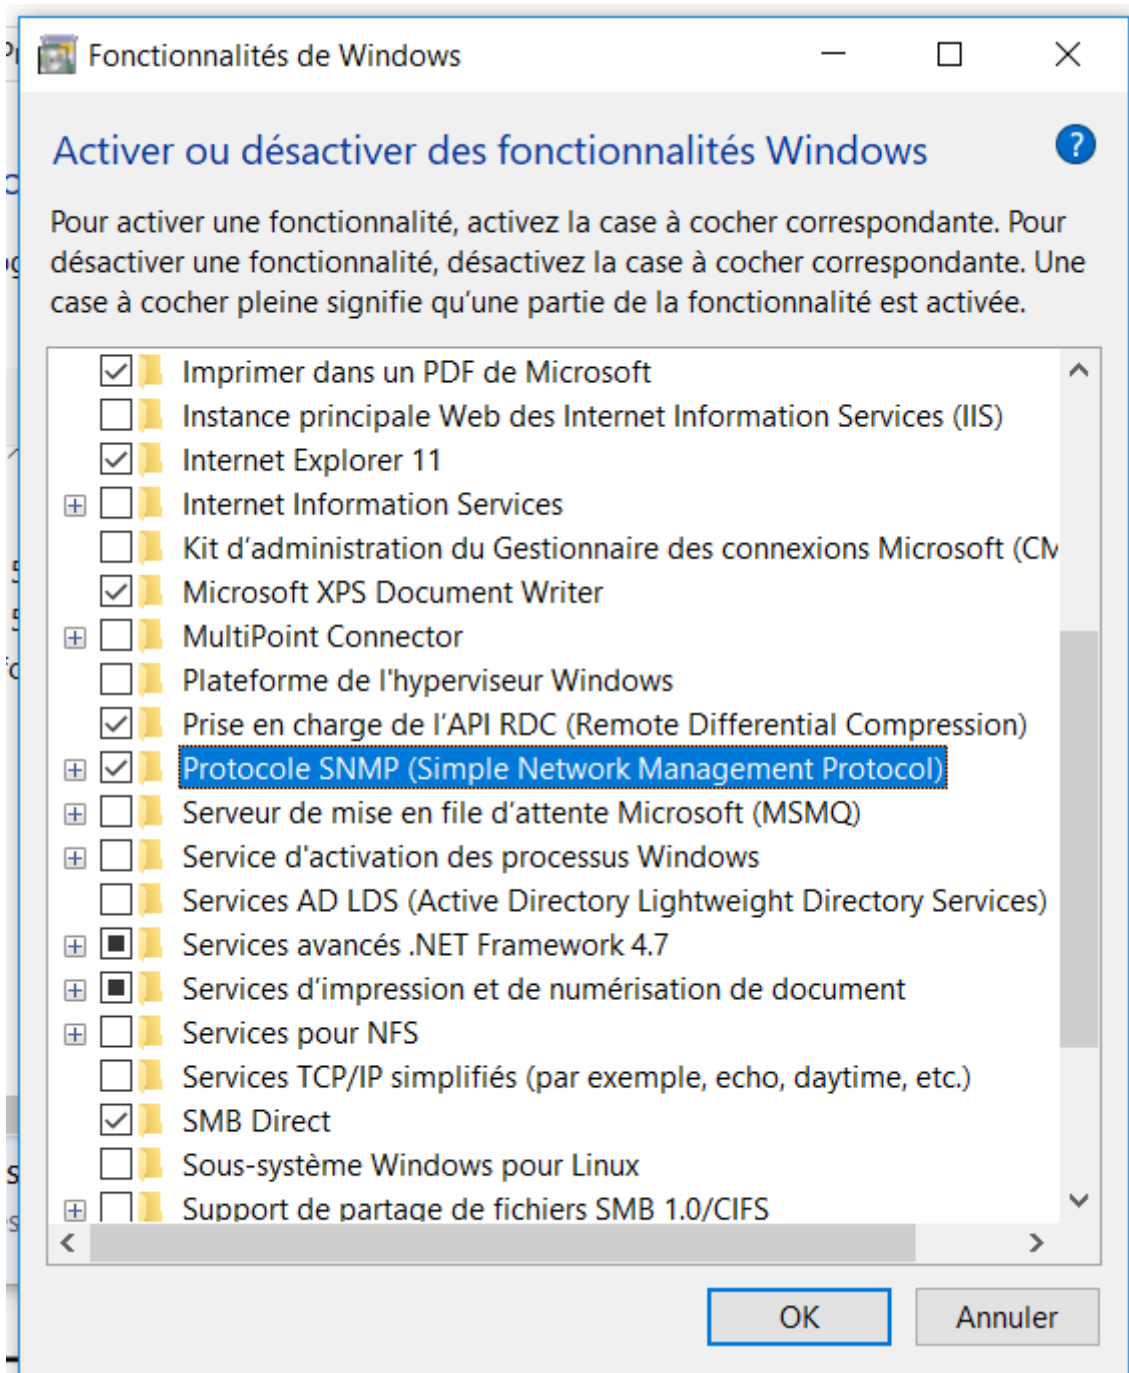 Fonctionnalités de Windows
Activer ou désactiver des fonctionnalités Windows
?
Pour activer une fonctionnalité, activez la case à cocher correspondante. Pour
désactiver une fonctionnalité, désactivez la case à cocher correspondante. Une
case à cocher pleine signifie qu’une partie de la fonctionnalité est activée.
Imprimer dans un PDF de Microsoft
Instance principale Web des Internet Information Services (IIS)
Internet Explorer 11
Internet Information Services
Kit d’administration du Gestionnaire des connexions Microsoft (CM
Microsoft XPS Document Writer
MultiPoint Connector
Plateforme de l'hyperviseur Windows
Prise en charge de l’API RDC (Remote Differential Compression)
Protocole SNMP (Simple Network Management Protocol)
Serveur de mise en file d’attente Microsoft (MSMQ)
Service d'activation des processus Windows
Services AD LDS (Active Directory Lightweight Directory Services)
Services avancés .NET Framework 4.7
Services d’impression et de numérisation de document
Services pour NFS
Services TCP/IP simplifiés (par exemple, echo, daytime, etc.)
SMB Direct
Sous-système Windows pour Linux
Support de partage de fichiers SMB 1.0/CIFS
OK
Annuler